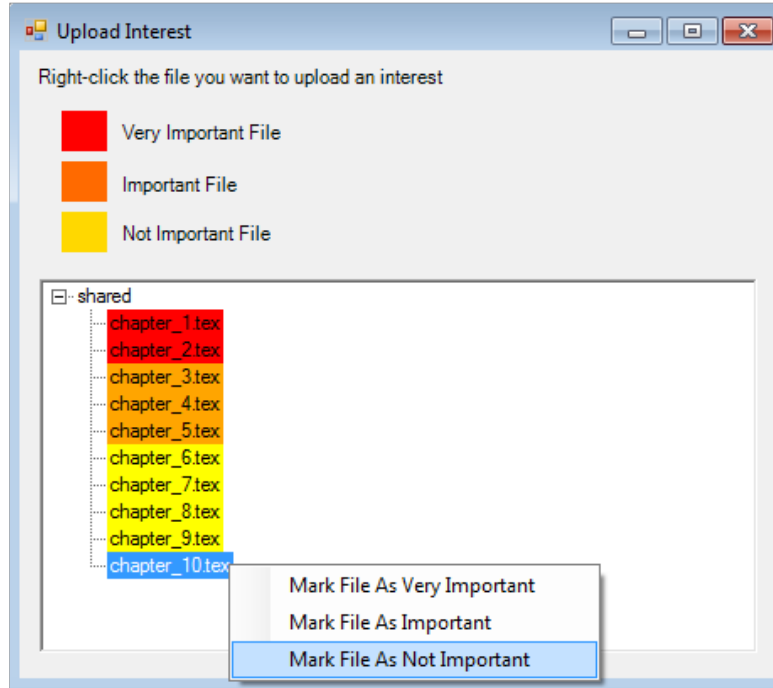 Upload Interest
Right-click the file you want to upload an interest
Very Important File
Important File
Not Important File
shared
chapter_1.tex
chapter_2.tex
chapter_3.tex
chapter_4.tex
chapter_5.tex
chapter_6.tex
chapter_7.tex
chapter_8.tex
chapter_9.tex
chapter_10.tex
Mark File As Very Important
Mark File As Important
Mark File As Not Important